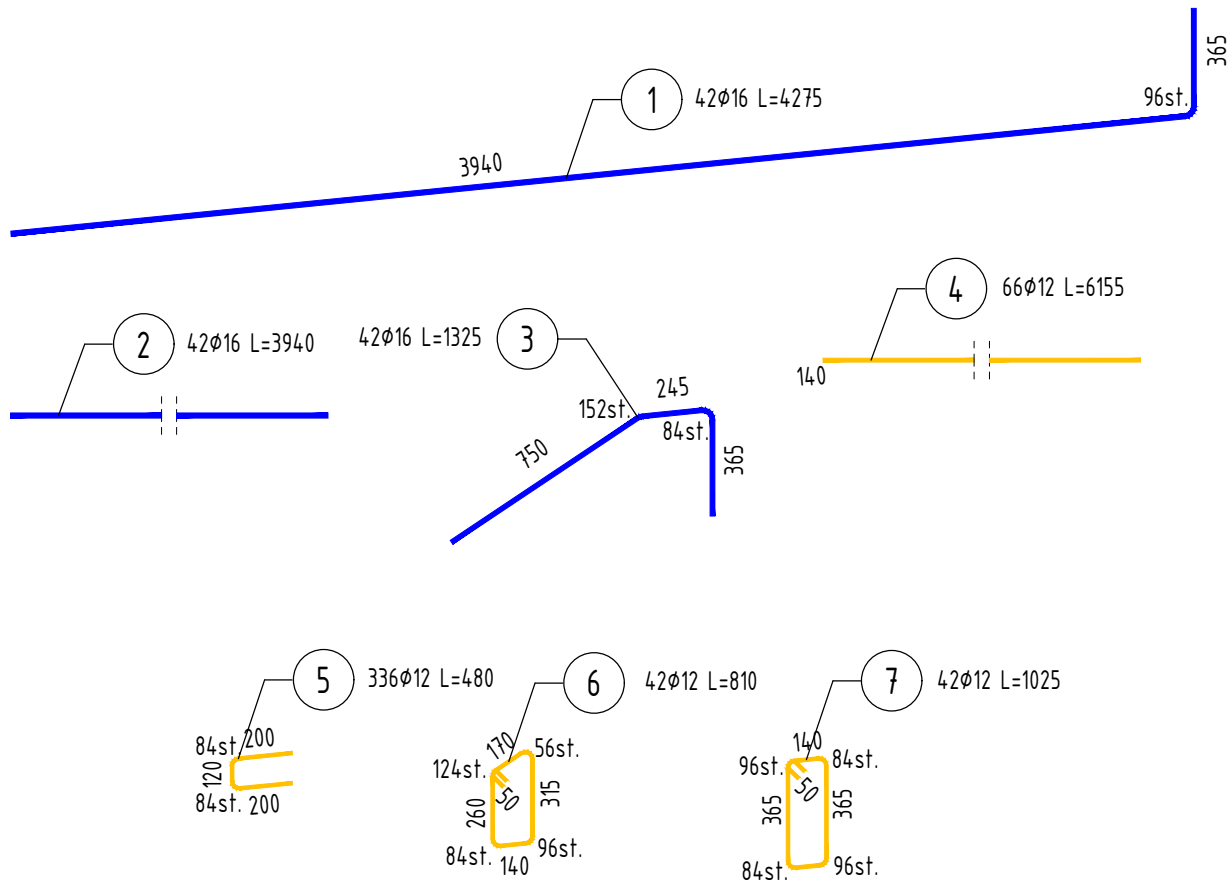 365
96st.
1
42ø16 L=4275
3940
4
66ø12 L=6155
140
2
42ø16 L=3940
42ø16 L=1325
3
245
152st.
84st.
750
365
5
336ø12 L=480
84st.
200
120
84st.
200
6
42ø12 L=810
170
56st.
124st.
50
315
260
96st.
84st.
140
7
42ø12 L=1025
140
96st.
84st.
50
365
365
84st.
96st.